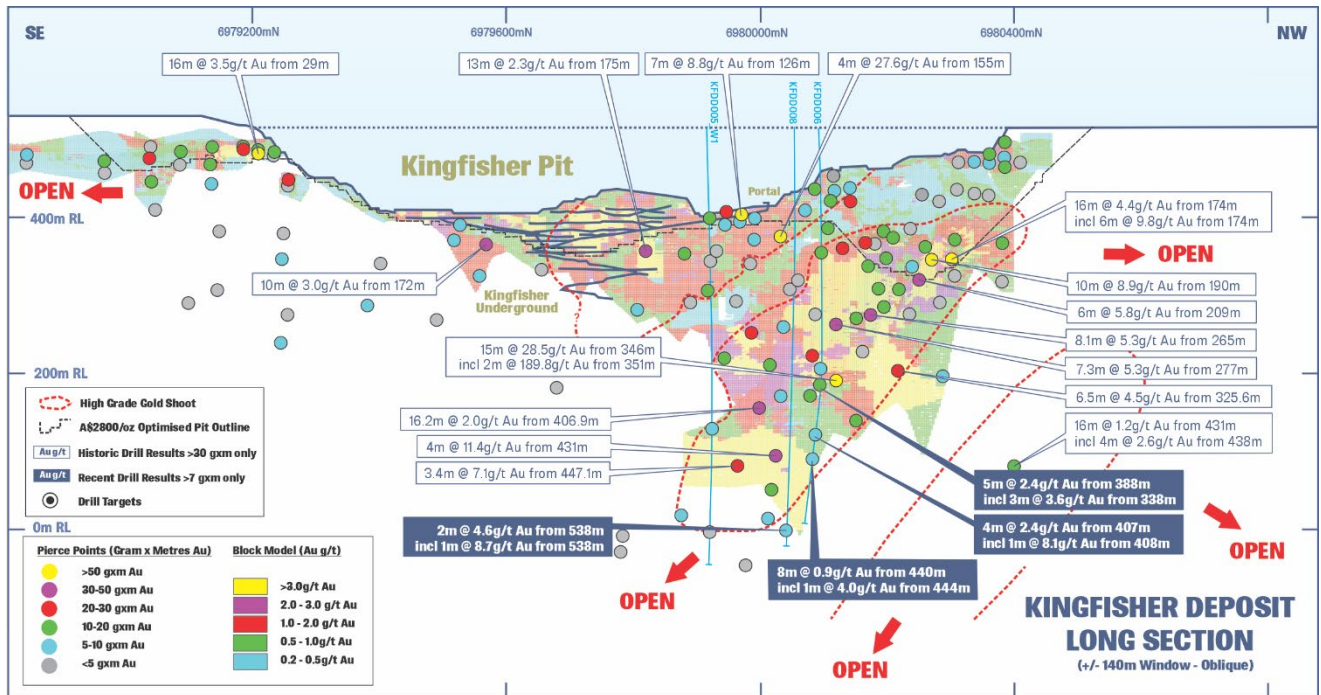 SE
6979200mN
6979600mN
6980000mN
6980400mN
NW
16m @ 3.5g/t Au from 29m
13m @ 2.3g/t Au from 175m
7m @ 8.8g/t Au from 126m
4m @ 27.6g/t Au from 155m
KFDD0005_W1
KFDD0008
KFDD0006
Kingfisher Pit
Portal
OPEN
400m RL
16m @ 4.4g/t Au from 174m
incl 6m @ 9.8g/t Au from 174m
OPEN
10m @ 3.0g/t Au from 172m
Kingfisher
Underground
10m @ 8.9g/t Au from 190m
6m @ 5.8g/t Au from 209m
8.1m @ 5.3g/t Au from 265m
7.3m @ 5.3g/t Au from 277m
6.5m @ 4.5g/t Au from 325.6m
15m @ 28.5g/t Au from 346m
incl 2m @ 189.8g/t Au from 351m
200m RL
16.2m @ 2.0g/t Au from 406.9m
4m @ 11.4g/t Au from 431m
3.4m @ 7.1g/t Au from 447.1m
16m @ 1.2g/t Au from 431m
incl 4m @ 2.6g/t Au from 438m
High Grade Gold Shoot
A$2800/oz Optimised Pit Outline
Au g/t Historic Drill Results >30 gxm only
Au g/t Recent Drill Results >7 gxm only
Drill Targets
5m @ 2.4g/t Au from 388m
incl 3m @ 3.6g/t Au from 338m
4m @ 2.4g/t Au from 407m
incl 1m @ 8.1g/t Au from 408m
2m @ 4.6g/t Au from 538m
incl 1m @ 8.7g/t Au from 538m
8m @ 0.9g/t Au from 440m
incl 1m @ 4.0g/t Au from 444m
0m RL
OPEN
OPEN
OPEN
Pierce Points (Gram x Metres Au)
>50 gxm Au
30-50 gxm Au
20-30 gxm Au
10-20 gxm Au
5-10 gxm Au
<5 gxm Au
Block Model (Au g/t)
>3.0g/t Au
2.0 - 3.0 g/t Au
1.0 - 2.0 g/t Au
0.5 - 1.0g/t Au
0.2 - 0.5g/t Au
KINGFISHER DEPOSIT
LONG SECTION
(+/- 140m Window - Oblique)